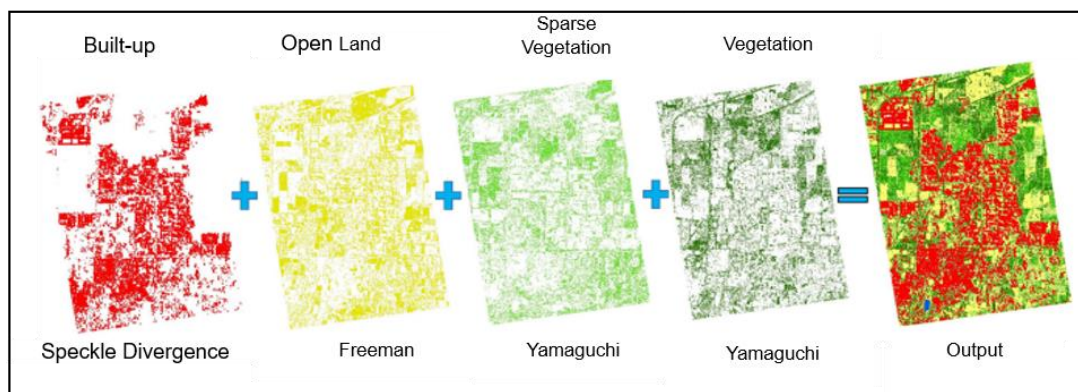 Built-up
Open Land
Sparse
Vegetation
Vegetation
Speckle Divergence
Freeman
Yamaguchi
Yamaguchi
Output